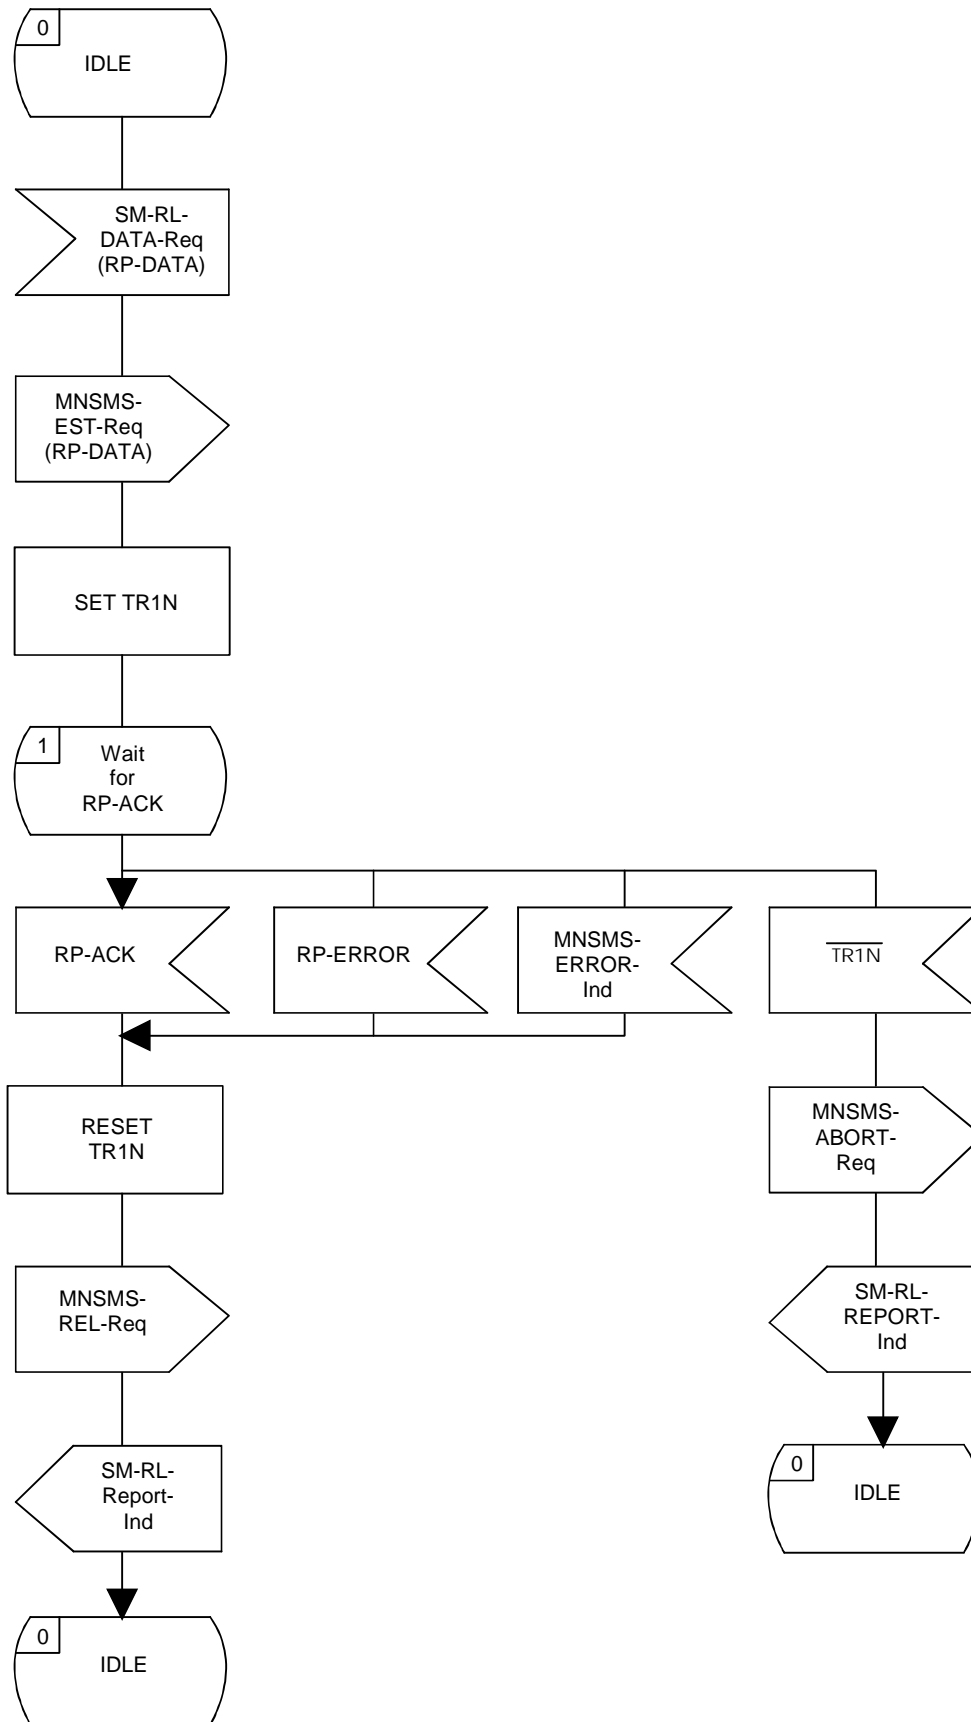 0
IDLE
SM-RL-
DATA-Req
(RP-DATA)
MNSMS-
EST-Req
(RP-DATA)
SET TR1N
1
Wait
for
RP-ACK
RP-ACK
RP-ERROR
MNSMS-
ERROR-
Ind
TR1N
RESET
TR1N
MNSMS-
ABORT-
Req
MNSMS-
REL-Req
SM-RL-
REPORT-
Ind
SM-RL-
Report-
Ind
0
IDLE
0
IDLE